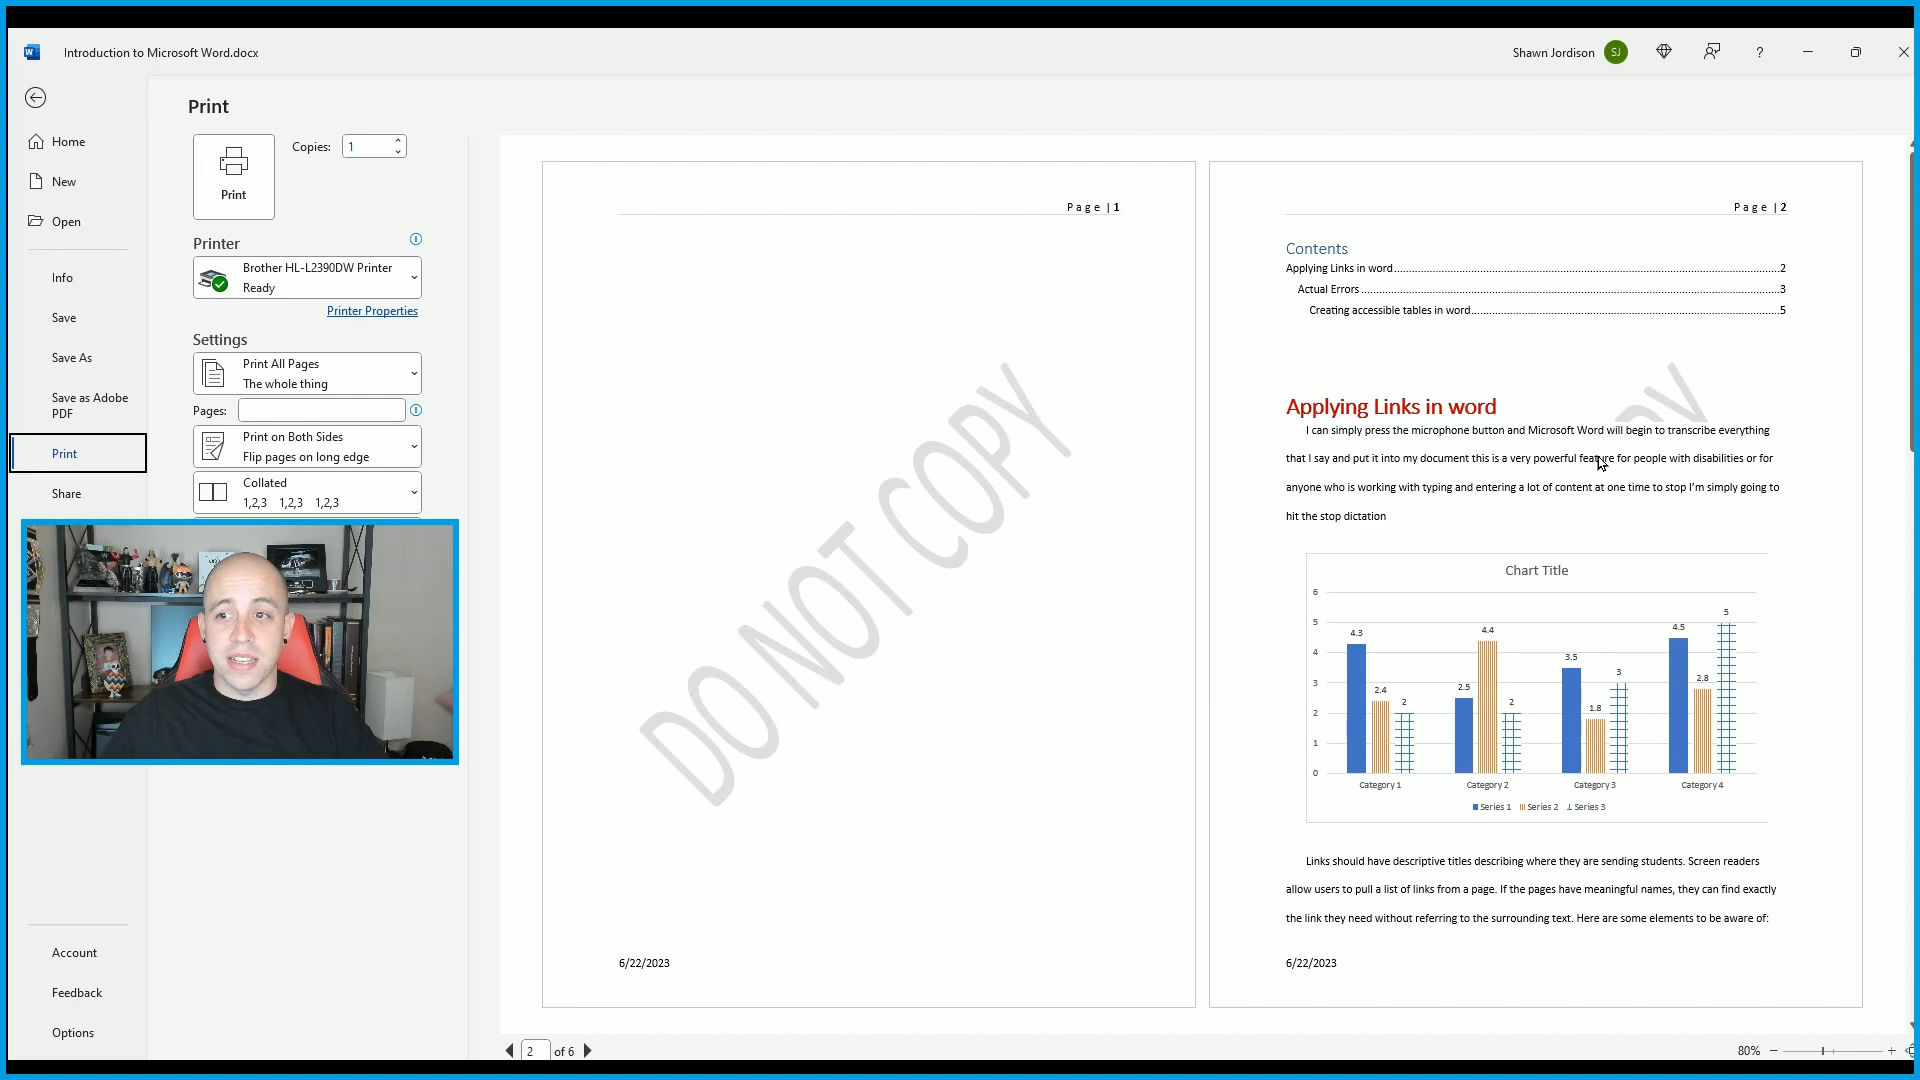 Introduction to Microsoft Word.docx
Shawn Jordison
SJ
?
Home
New
Open
Info
Save
Save As
Save as Adobe
PDF
Print
Share
Account
Feedback
Options
Print
Print
Copies:
1
Printer
Brother HL-L2390DW Printer
Ready
Printer Properties
Settings
Print All Pages
The whole thing
Pages:
Print on Both Sides
Flip pages on long edge
Collated
1,2,3 1,2,3 1,2,3
Page | 1
DO NOT COPY
6/22/2023
Page | 2
Contents
Applying Links in word 2
Actual Errors 3
Creating accessible tables in word 5
PY
Applying Links in word
I can simply press the microphone button and Microsoft Word will begin to transcribe everything
that I say and put it into my document this is a very powerful feature for people with disabilities or for
anyone who is working with typing and entering a lot of content at one time to stop I'm simply going to
hit the stop dictation
Chart Title
6
5
4
3
2
1
0
4.3
2.4
2
2.5
4.4
2
3.5
1.8
3
4.5
2.8
5
Category 1
Category 2
Category 3
Category 4
Series 1 Series 2 Series 3
Links should have descriptive titles describing where they are sending students. Screen readers
allow users to pull a list of links from a page. If the pages have meaningful names, they can find exactly
the link they need without referring to the surrounding text. Here are some elements to be aware of:
6/22/2023
2 of 6
80%